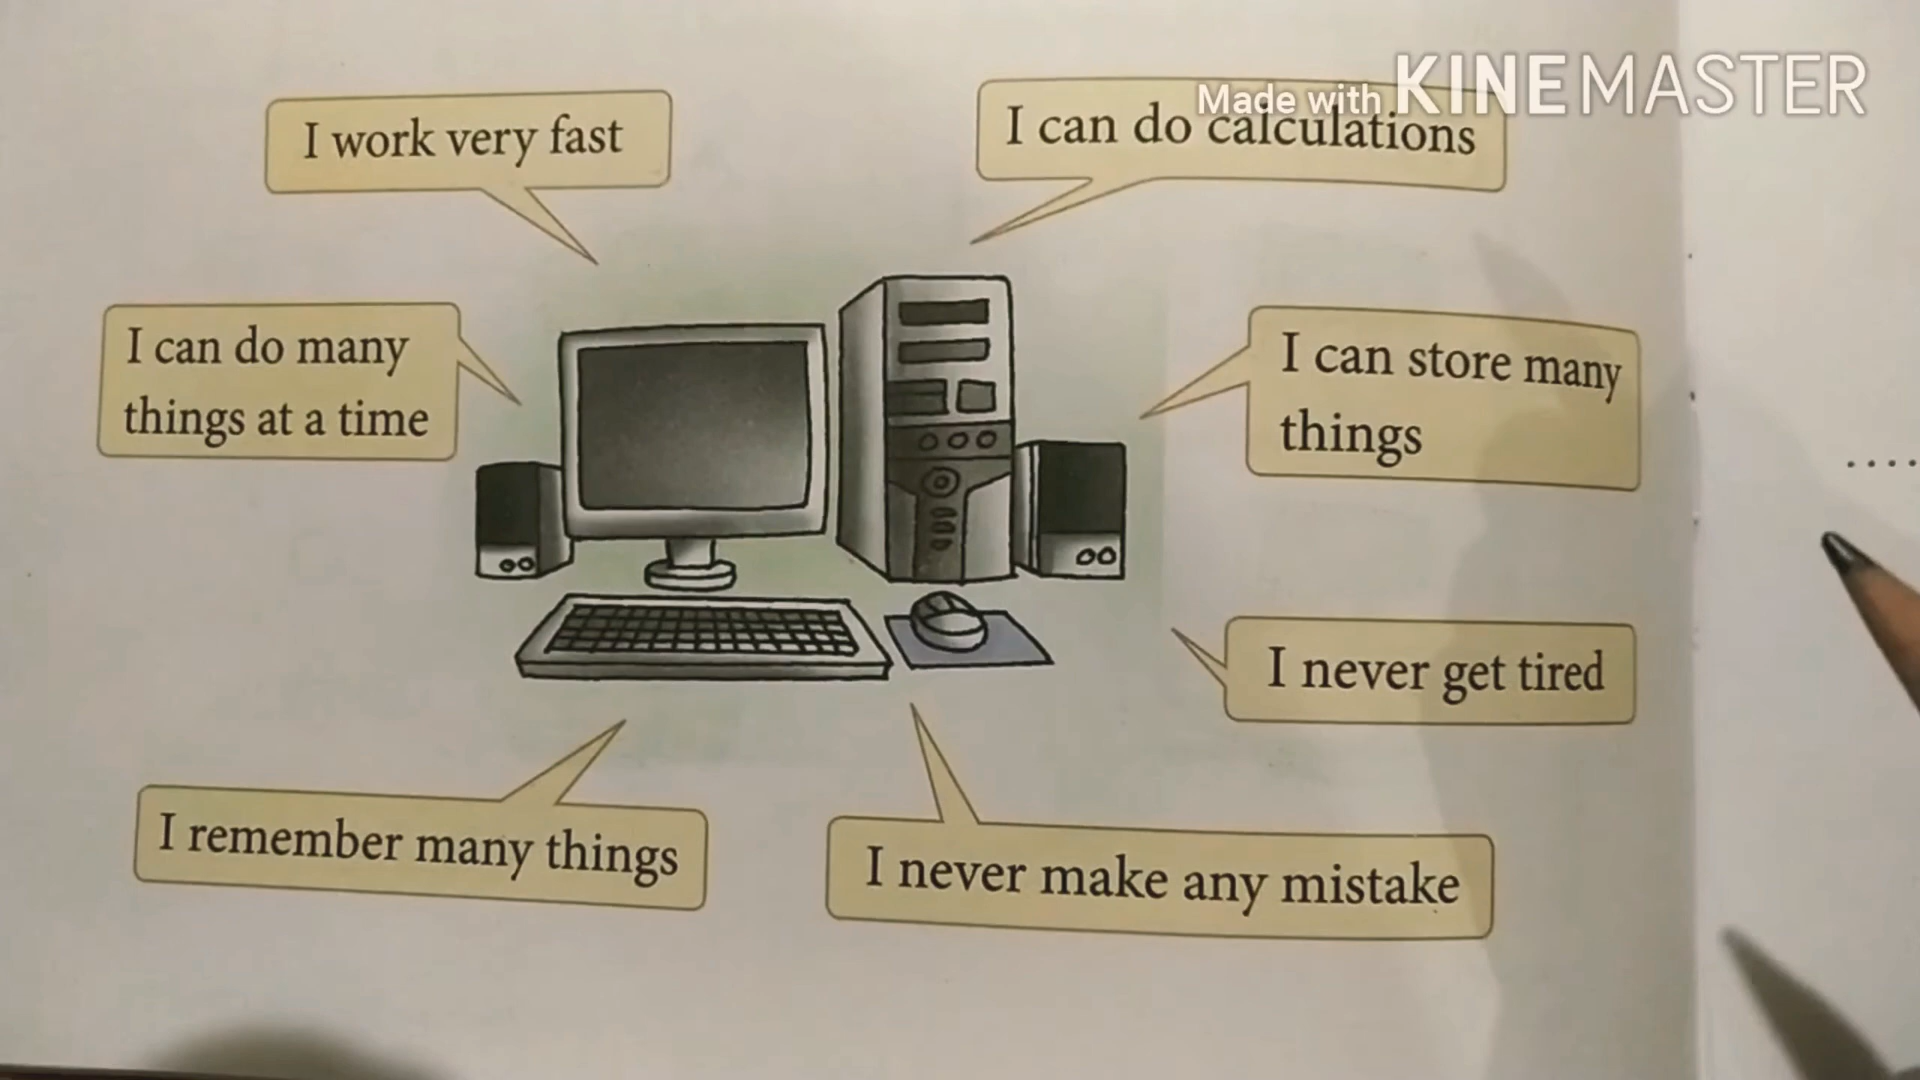 Made with KINEMASTER
I work very fast
I can do calculations
I can do many
things at a time
I can store many
things
I never get tired
I remember many things
I never make any mistake